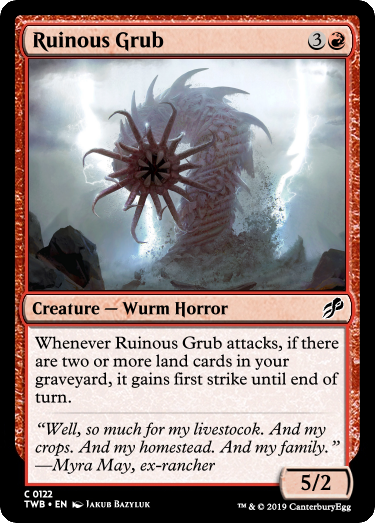 Ruinous Grub
3
Creature — Wurm Horror
Whenever Ruinous Grub attacks, if there
are two or more land cards in your
graveyard, it gains first strike until end of
turn.
“Well, so much for my livestocok. And my
crops. And my homestead. And my family.”
—Myra May, ex-rancher
5/2
C 0122
TWB • EN Jakub Bazyluk
™ & © 2019 CanterburyEgg